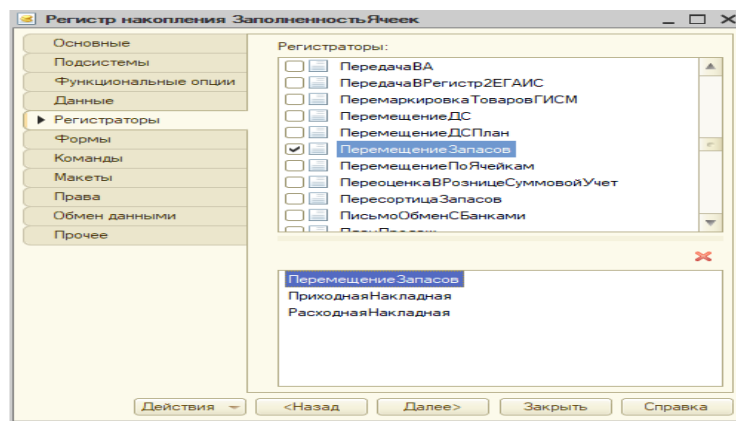 Регистр накопления ЗаполненностьЯчеек
Основные
Подсистемы
Функциональные опции
Данные
Регистраторы
Формы
Команды
Макеты
Права
Обмен данными
Прочее
Регистраторы:
ПередачаВА
ПередачаВРегистр2ЕГАИС
ПеремаркировкаТоваровГИСМ
ПеремещениеДС
ПеремещениеДСПлан
ПеремещениеЗапасов
ПеремещениеПоЯчейкам
ПереоценкаВРозницеСуммовойУчет
ПересортицаЗапасов
ПисьмоОбменСБанками
ПеремещениеЗапасов
ПриходнаяНакладная
РасходнаяНакладная
Действия
<Назад
Далее>
Закрыть
Справка